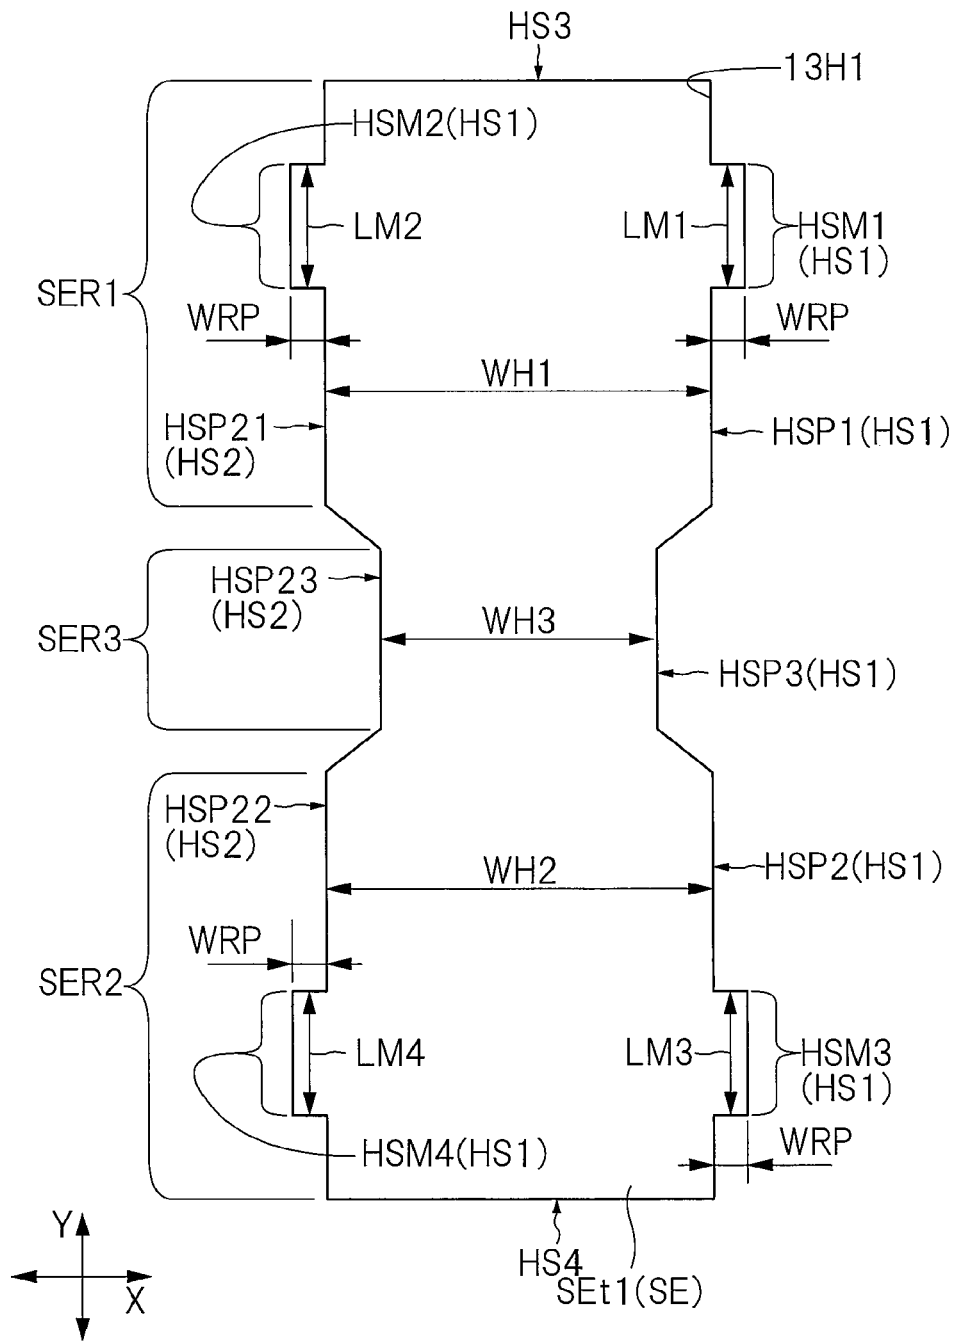 HS3
13H1
HSM2(HS1)
LM2
LM1
HSM1
(HS1)
SER1
WRP
WRP
WH1
HSP21
(HS2)
HSP1(HS1)
HSP23
(HS2)
SER3
WH3
HSP3(HS1)
HSP22
(HS2)
WH2
HSP2(HS1)
WRP
SER2
LM4
LM3
HSM3
(HS1)
HSM4(HS1)
WRP
Y
X
HS4
SEt1(SE)